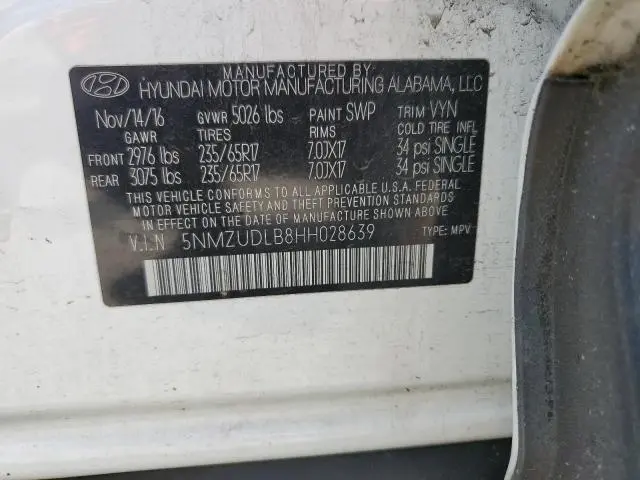 MANUFACTURED BY
HYUNDAI MOTOR MANUFACTURING ALABAMA, LLC
Nov/14/16 GVWR 5026 lbs PAINT SWP TRIM VYN
GAWR TIRES RIMS COLD TIRE INFL
FRONT 2976 lbs 235/65R17 7.0JX17 34 psi SINGLE
REAR 3075 lbs 235/65R17 7.0JX17 34 psi SINGLE
THIS VEHICLE CONFORMS TO ALL APPLICABLE U.S.A. FEDERAL
MOTOR VEHICLE SAFETY AND THEFT PREVENTION STANDARDS
IN EFFECT ON THE DATE OF MANUFACTURE SHOWN ABOVE.
V.I.N 5NMZUDLB8HH028639 TYPE: MPV